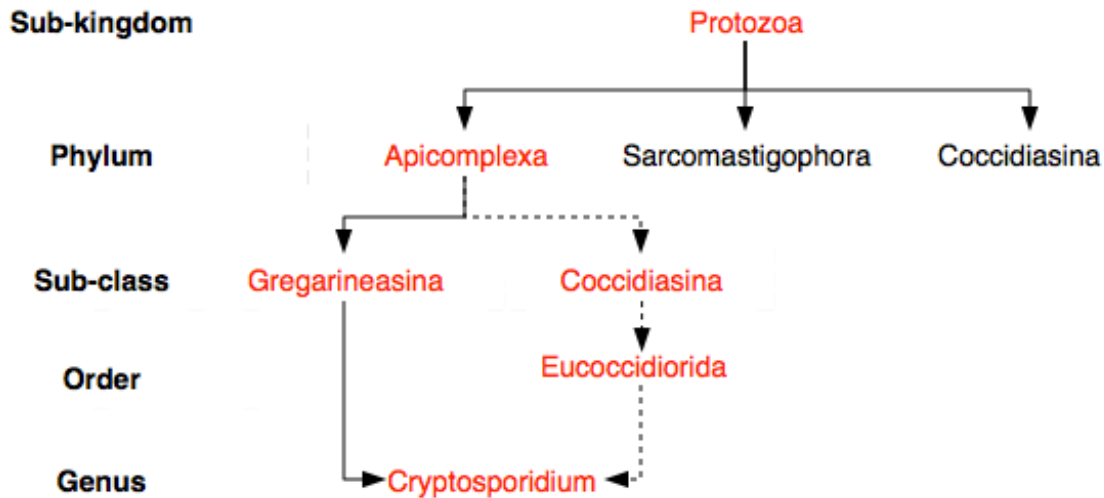 Sub-kingdom Protozoa
Phylum Apicomplexa Sarcomastigophora Coccidiasina
Sub-class Gregarineasina Coccidiasina
Order Eucoccidiorida
Genus Cryptosporidium